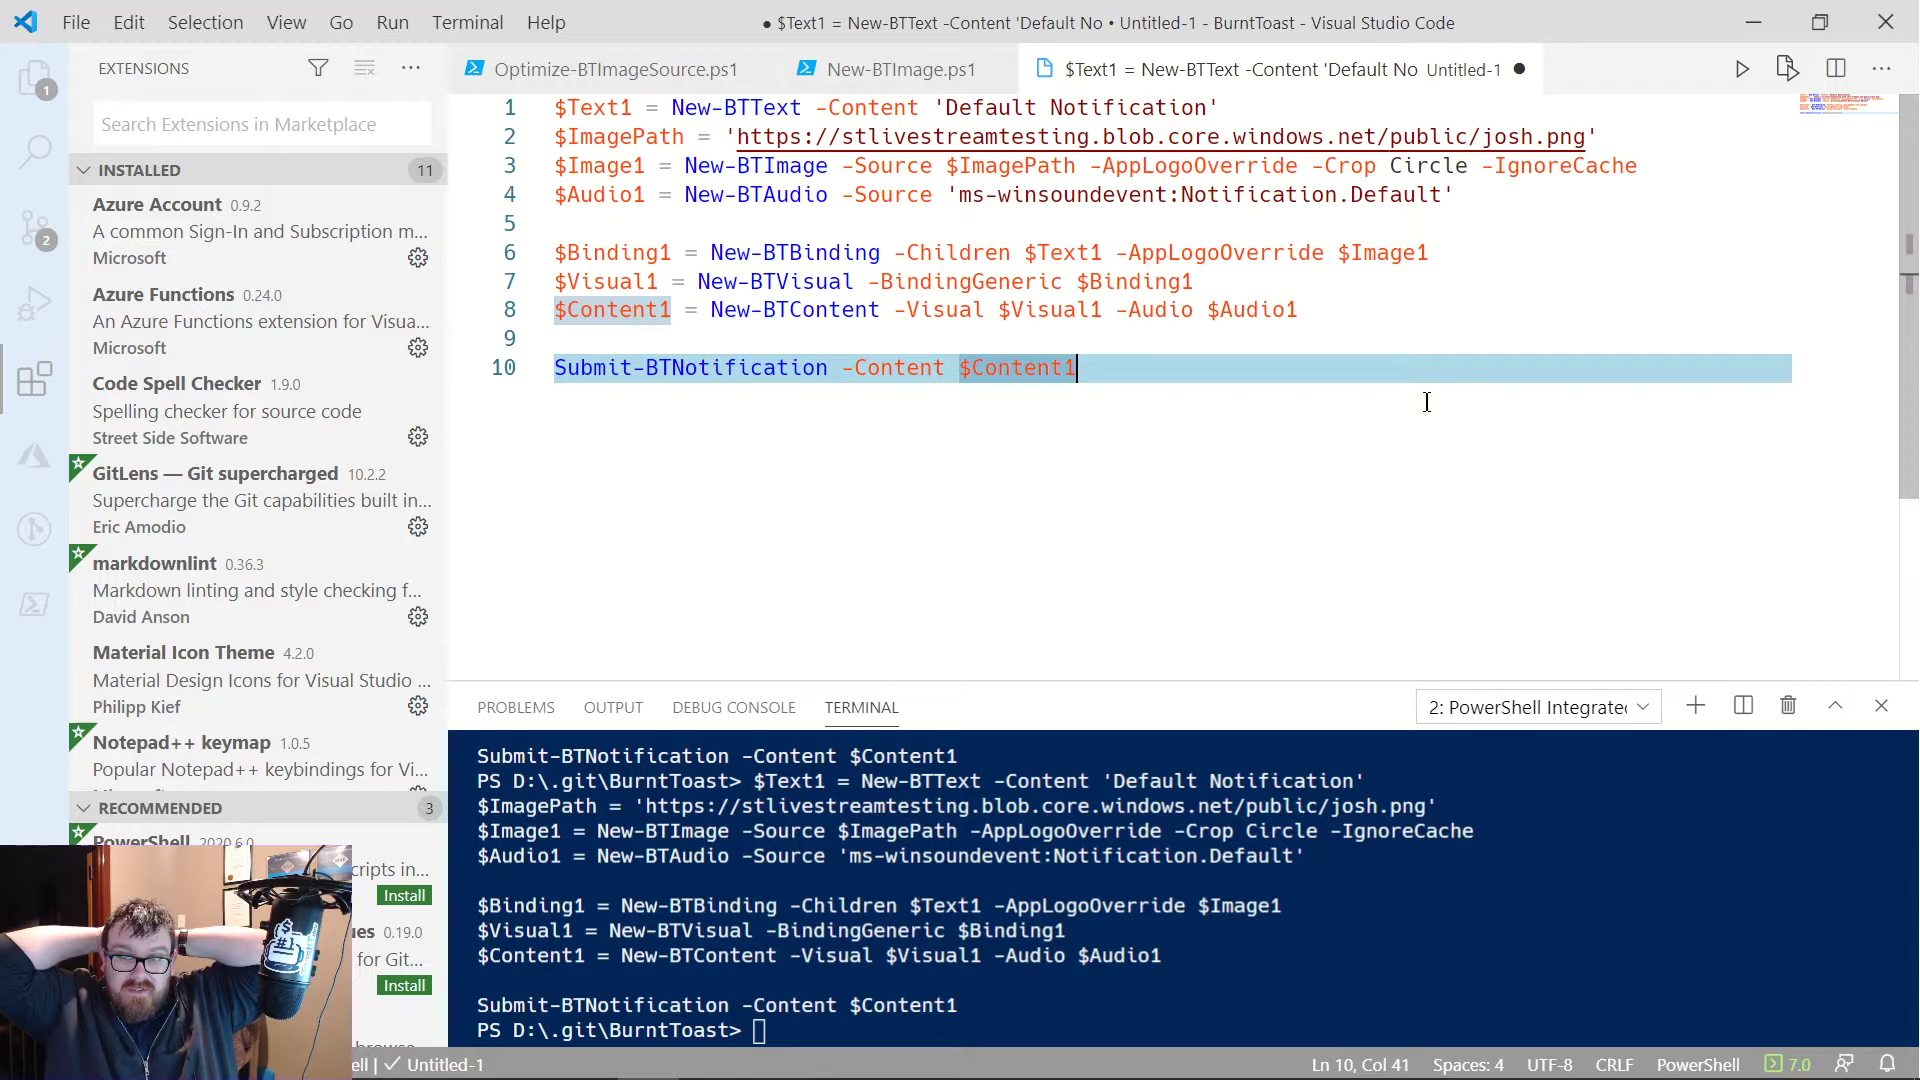 File Edit Selection View Go Run Terminal Help
● $Text1 = New-BTText -Content 'Default No • Untitled-1 - BurntToast - Visual Studio Code
EXTENSIONS
Optimize-BTImageSource.ps1
New-BTImage.ps1
$Text1 = New-BTText -Content 'Default No Untitled-1
1
2
Search Extensions in Marketplace
INSTALLED 11
Azure Account 0.9.2
A common Sign-In and Subscription m...
Microsoft
Azure Functions 0.24.0
An Azure Functions extension for Visua...
Microsoft
Code Spell Checker 1.9.0
Spelling checker for source code
Street Side Software
GitLens — Git supercharged 10.2.2
Supercharge the Git capabilities built in...
Eric Amodio
markdownlint 0.36.3
Markdown linting and style checking f...
David Anson
Material Icon Theme 4.2.0
Material Design Icons for Visual Studio ...
Philipp Kief
Notepad++ keymap 1.0.5
Popular Notepad++ keybindings for Vi...
RECOMMENDED 3
PowerShell 2020.6.0
cripts in...
Install
ues 0.19.0
for Git...
Install
1 $Text1 = New-BTText -Content 'Default Notification'
2 $ImagePath = 'https://stlivestreamtesting.blob.core.windows.net/public/josh.png'
3 $Image1 = New-BTImage -Source $ImagePath -AppLogoOverride -Crop Circle -IgnoreCache
4 $Audio1 = New-BTAudio -Source 'ms-winsoundevent:Notification.Default'
5
6 $Binding1 = New-BTBinding -Children $Text1 -AppLogoOverride $Image1
7 $Visual1 = New-BTVisual -BindingGeneric $Binding1
8 $Content1 = New-BTContent -Visual $Visual1 -Audio $Audio1
9
10 Submit-BTNotification -Content $Content1
PROBLEMS OUTPUT DEBUG CONSOLE TERMINAL
2: PowerShell Integrate
Submit-BTNotification -Content $Content1
PS D:\.git\BurntToast> $Text1 = New-BTText -Content 'Default Notification'
$ImagePath = 'https://stlivestreamtesting.blob.core.windows.net/public/josh.png'
$Image1 = New-BTImage -Source $ImagePath -AppLogoOverride -Crop Circle -IgnoreCache
$Audio1 = New-BTAudio -Source 'ms-winsoundevent:Notification.Default'
$Binding1 = New-BTBinding -Children $Text1 -AppLogoOverride $Image1
$Visual1 = New-BTVisual -BindingGeneric $Binding1
$Content1 = New-BTContent -Visual $Visual1 -Audio $Audio1
Submit-BTNotification -Content $Content1
PS D:\.git\BurntToast>
$
#!
ell | ✓ Untitled-1
Ln 10, Col 41 Spaces: 4 UTF-8 CRLF PowerShell 7.0